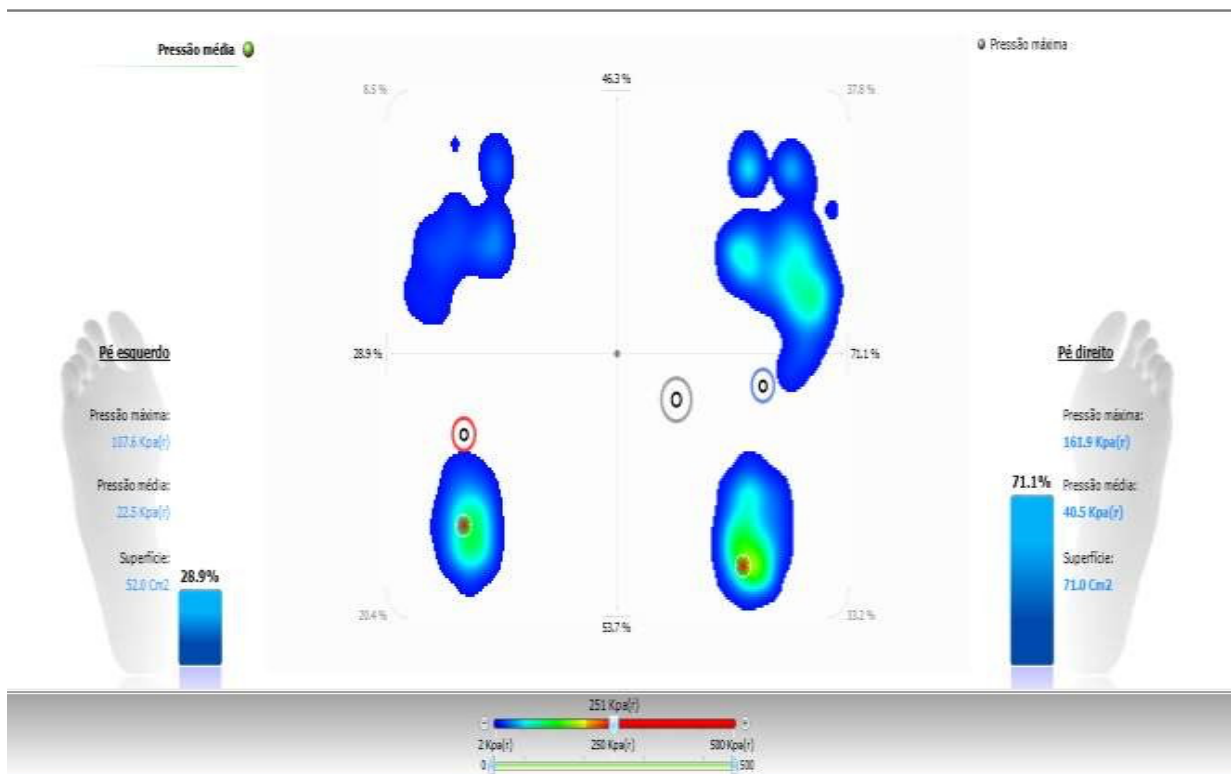 Pressão média
Pressão máxima
46.3 %
8.5 %
37.8 %
28.9 %
71.1 %
Pé esquerdo
Pressão máxima:
107.6 Kpa(r)
Pressão média:
22.5 Kpa(r)
Superfície:
52.0 Cm2
28.9%
Pé direito
Pressão máxima:
161.9 Kpa(r)
71.1%
Pressão média:
40.5 Kpa(r)
Superfície:
71.0 Cm2
20.4 %
53.7 %
33.2 %
251 Kpa(r)
2 Kpa(r)
250 Kpa(r)
500 Kpa(r)
0
500